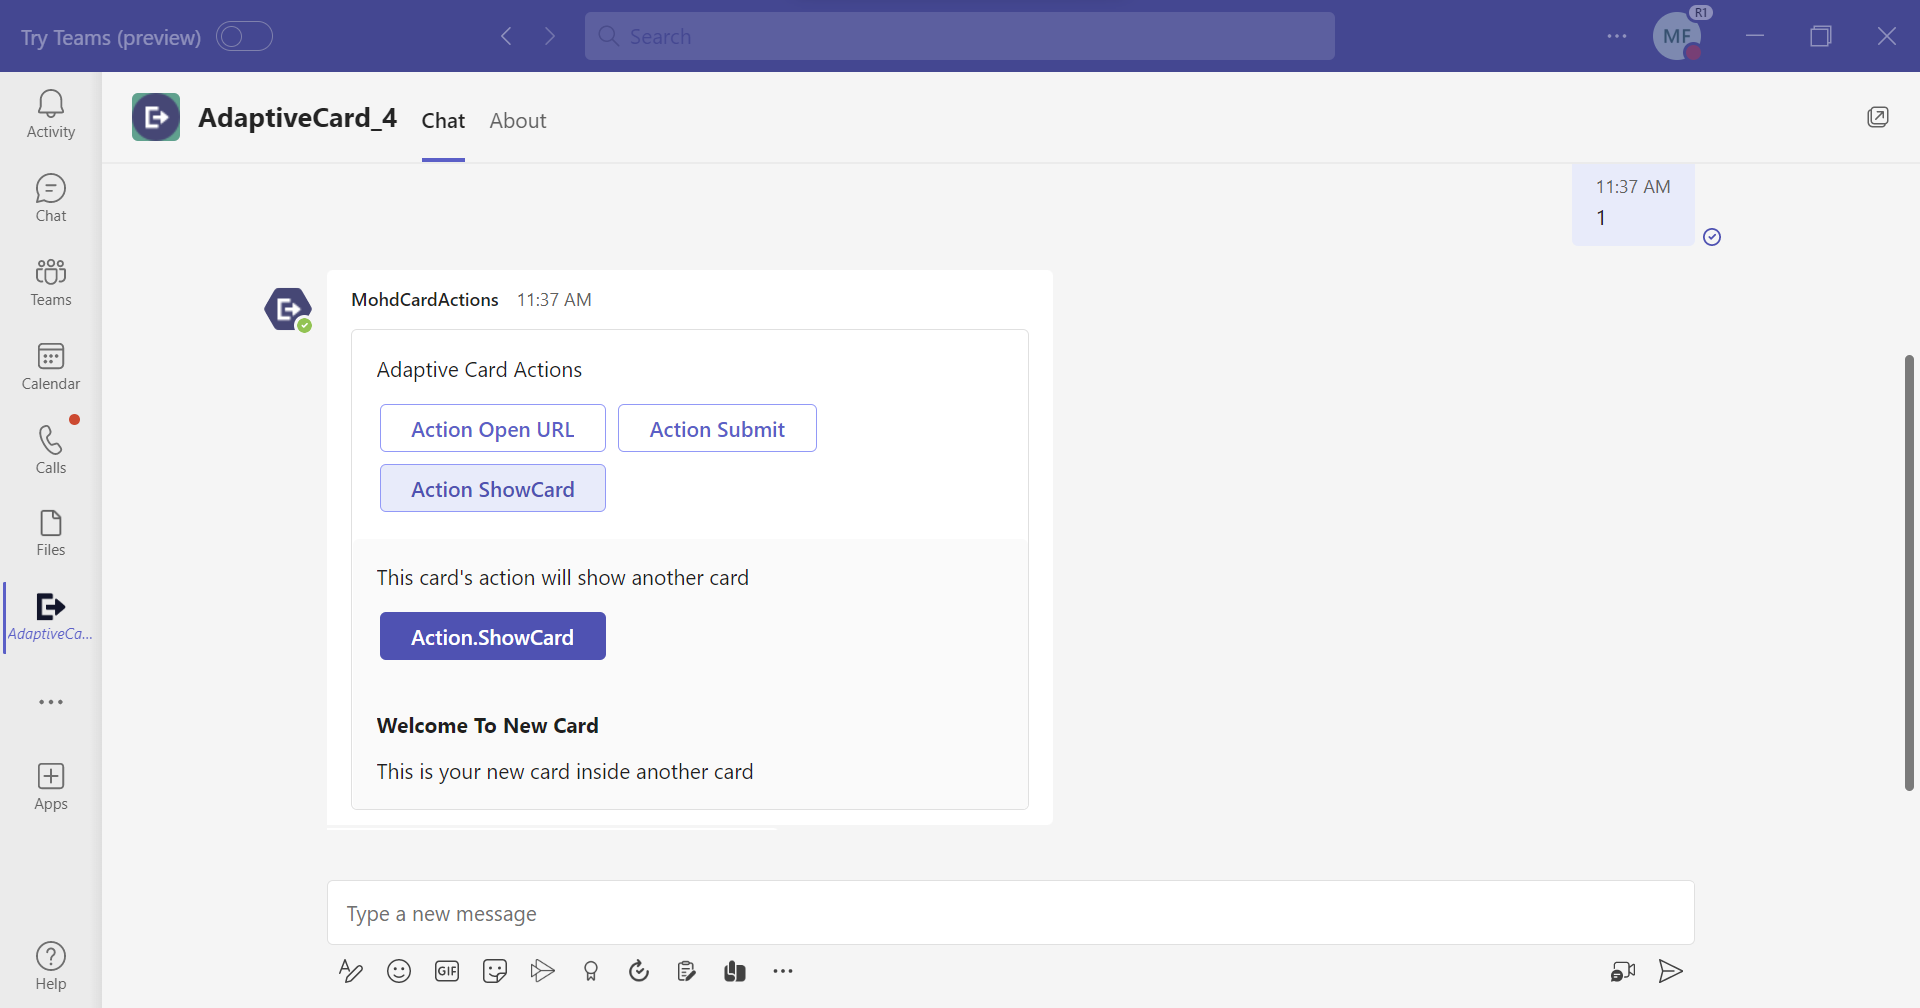 Try Teams (preview)
Search
MF
R1
Activity
Chat
Teams
Calendar
Calls
Files
AdaptiveCa...
Apps
Help
AdaptiveCard_4
Chat
About
11:37 AM
1
MohdCardActions 11:37 AM
Adaptive Card Actions
Action Open URL
Action Submit
Action ShowCard
This card's action will show another card
Action.ShowCard
Welcome To New Card
This is your new card inside another card
Type a new message
GIF